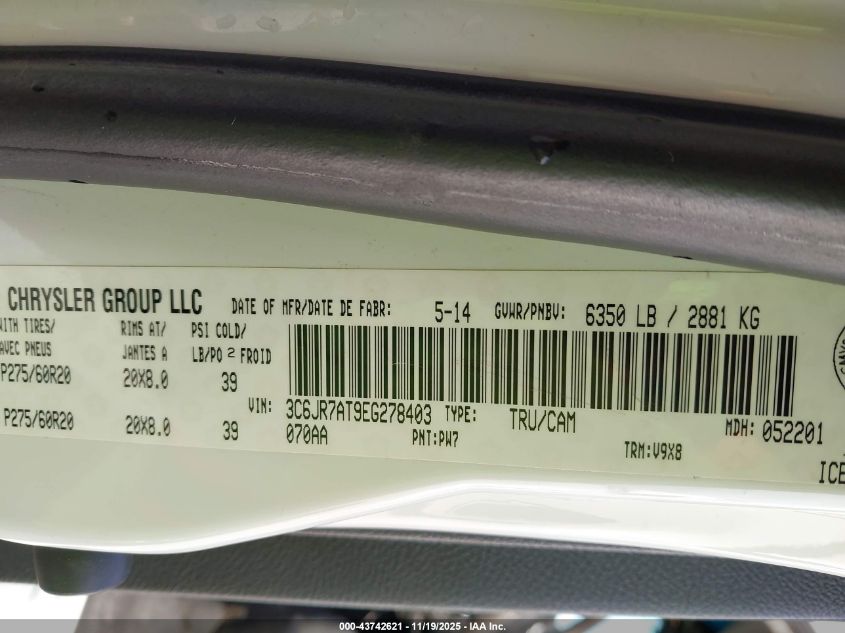 CHRYSLER GROUP LLC DATE OF MFR/DATE DE FABR: 5-14 GVWR/PNBV: 6350 LB / 2881 KG
WITH TIRES/ RIMS AT/ PSI COLD/
AVEC PNEUS JANTES A LB/PO 2 FROID
P275/60R20 20X8.0 39
P275/60R20 20X8.0 39
VIN: 3C6JR7AT9EG278403 TYPE: TRU/CAM MDH: 052201
070AA PNT:PW7 TRM:V9X8
ICE
000-43742621 - 11/19/2025 - IAA Inc.